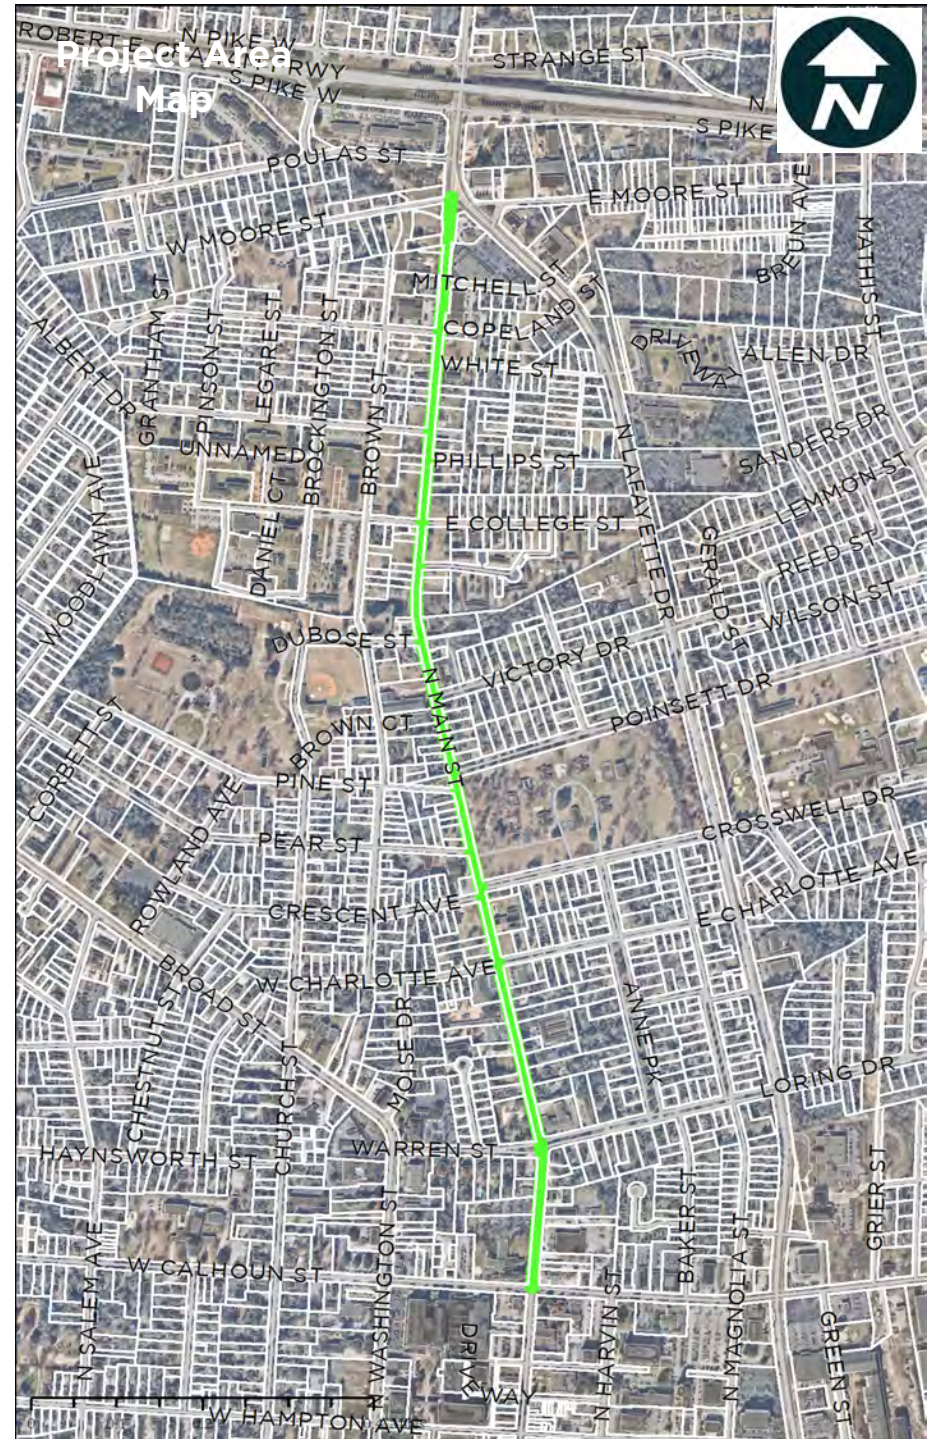 Project Area
Map
N PIKE W
ROBERT E GRAHAM FRWY
S PIKE W
STRANGE ST
N
S PIKE
N
POULAS ST
E MOORE ST
BREUN AVE
W MOORE ST
MATHIS ST
MITCHELL ST
COPELAND ST
GRANTHAM ST
PINSON ST
LEGARE ST
BROCKINGTON ST
ALBERT DR
WHITE ST
DRIVEWAY
ALLEN DR
BROWN ST
SANDERS DR
UNNAMED
PHILLIPS ST
N LAFAYETTE DR
LEMMON ST
WOODLAWN AVE
DANIEL CT
E COLLEGE ST
GERALD ST
REED ST
WILSON ST
DUBOSE ST
VICTORY DR
N MAIN ST
POINSETT DR
CORBETT ST
BROWN CT
PINE ST
ROWLAND AVE
CROSSWELL DR
PEAR ST
CRESCENT AVE
E CHARLOTTE AVE
W CHARLOTTE AVE
BROAD ST
CHESTNUT ST
MOISE DR
ANNE PK
CHURCH ST
LORING DR
HAYNSWORTH ST
WARREN ST
GRIER ST
BAKER ST
N SALEM AVE
W CALHOUN ST
N WASHINGTON ST
N HARVIN ST
N MAGNOLIA ST
GREEN ST
DRIVEWAY
W HAMPTON AVE